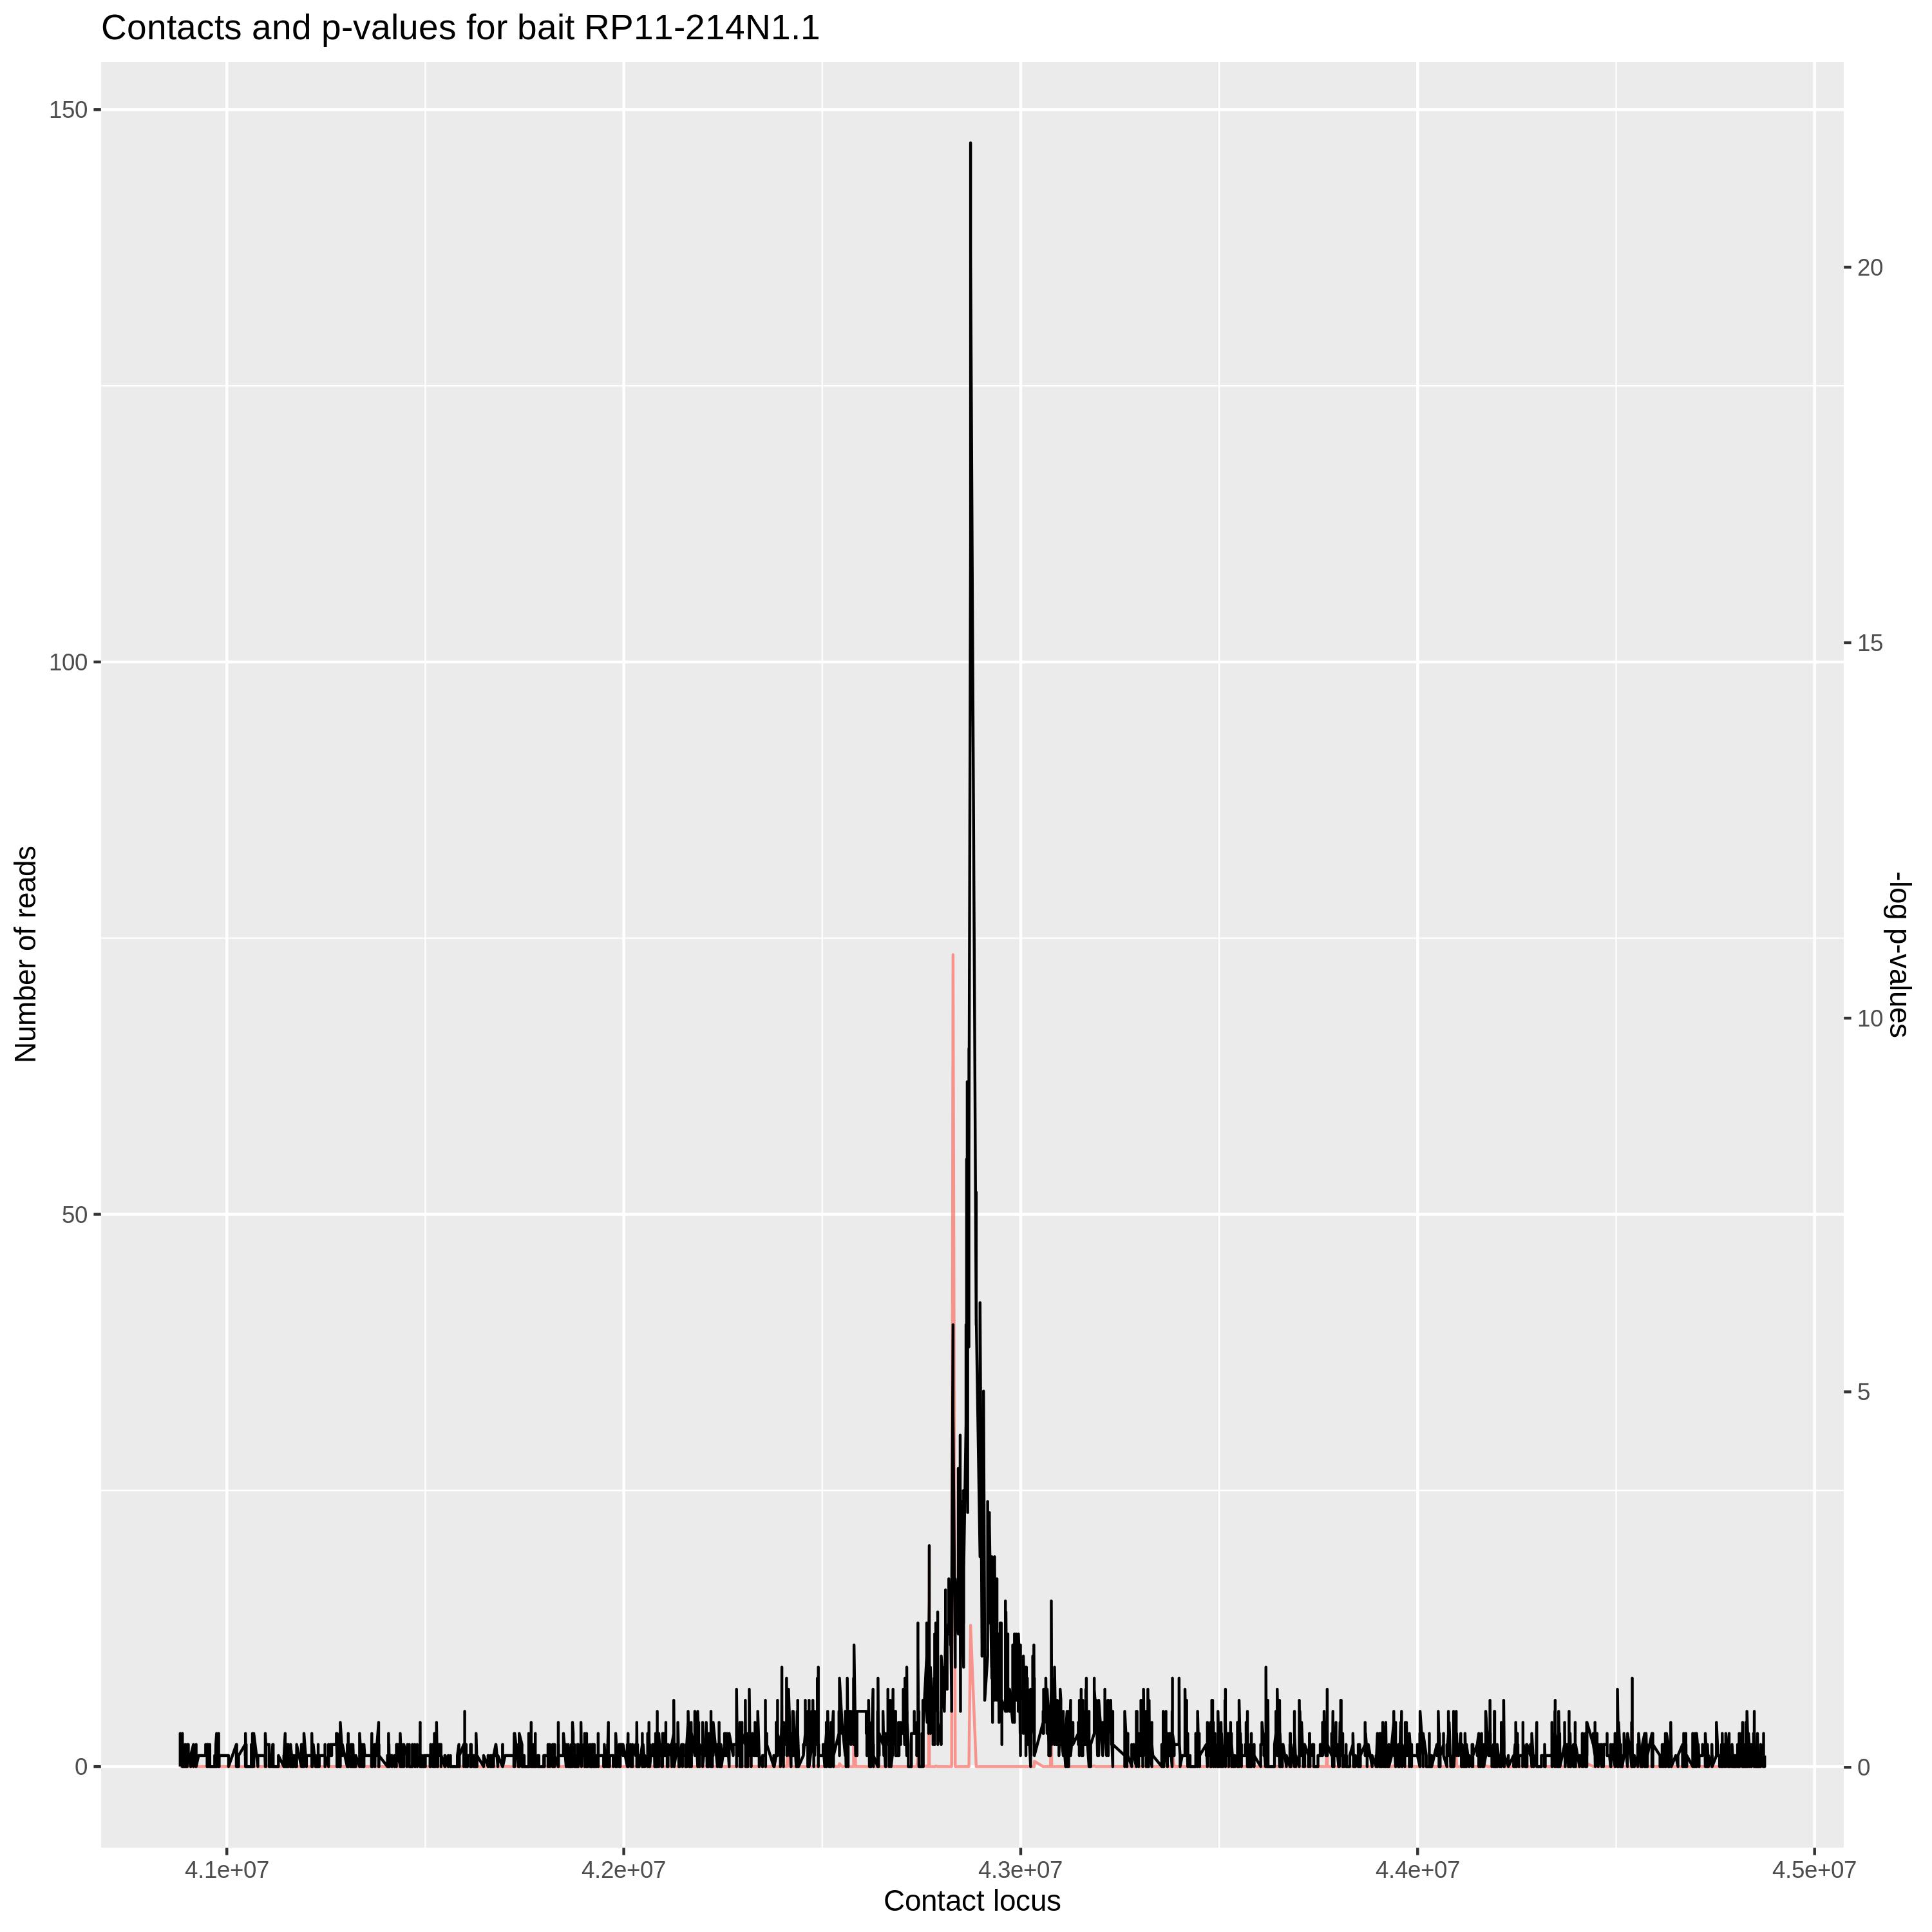 Contacts and p-values for bait RP11-214N1.1
150
100
50
0
Number of reads
20
15
10
5
0
-log p-values
4.1e+07
4.2e+07
4.3e+07
4.4e+07
4.5e+07
Contact locus